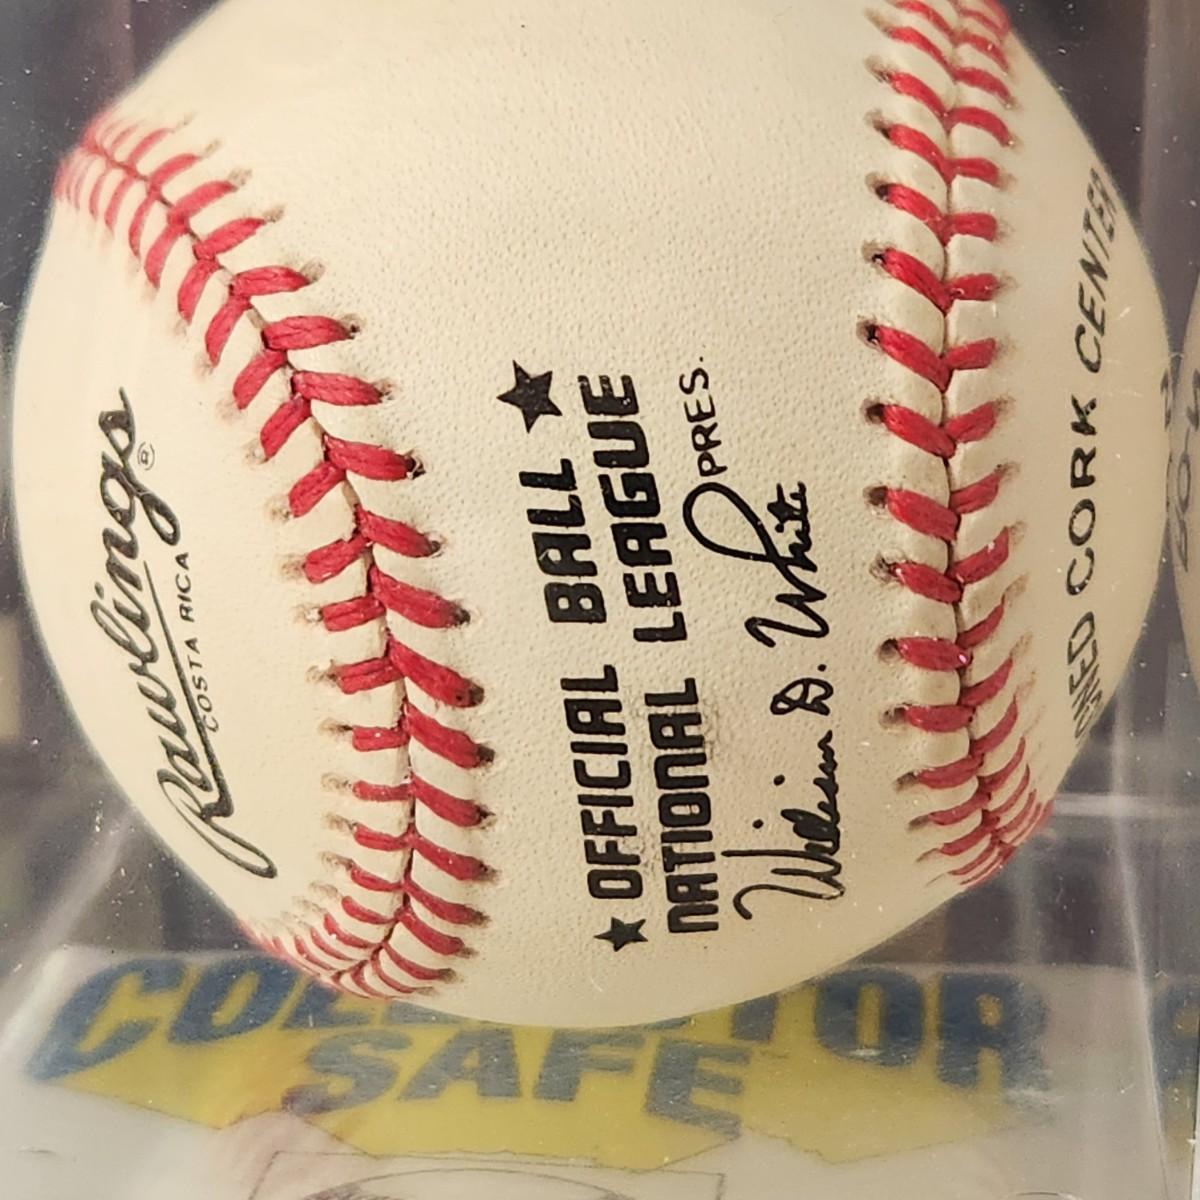 Rawlings ®
COSTA RICA
★ OFFICIAL BALL ★
NATIONAL LEAGUE
William D. White PRES.
CORK CENTER
COLLECTOR
SAFE